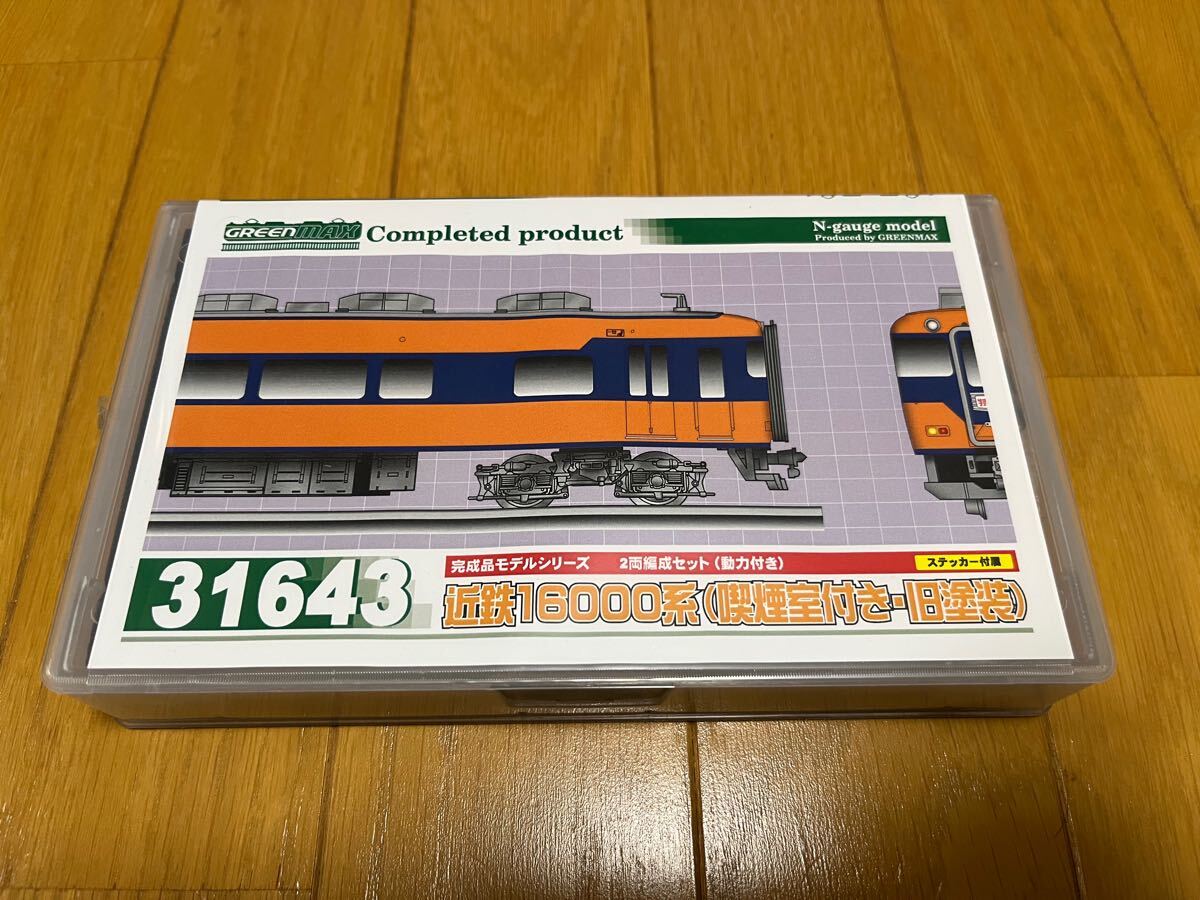 GREENMAX Completed product
N-gauge model
Produced by GREENMAX
31643
完成品モデルシリーズ 2両編成セット(動力付き)
ステッカー付属
近鉄16000系(喫煙室付き・旧塗装)